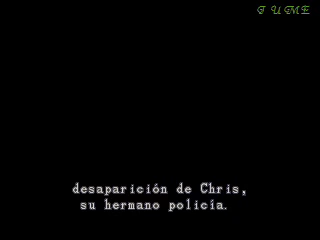 desaparición de Chris,
su hermano policía.